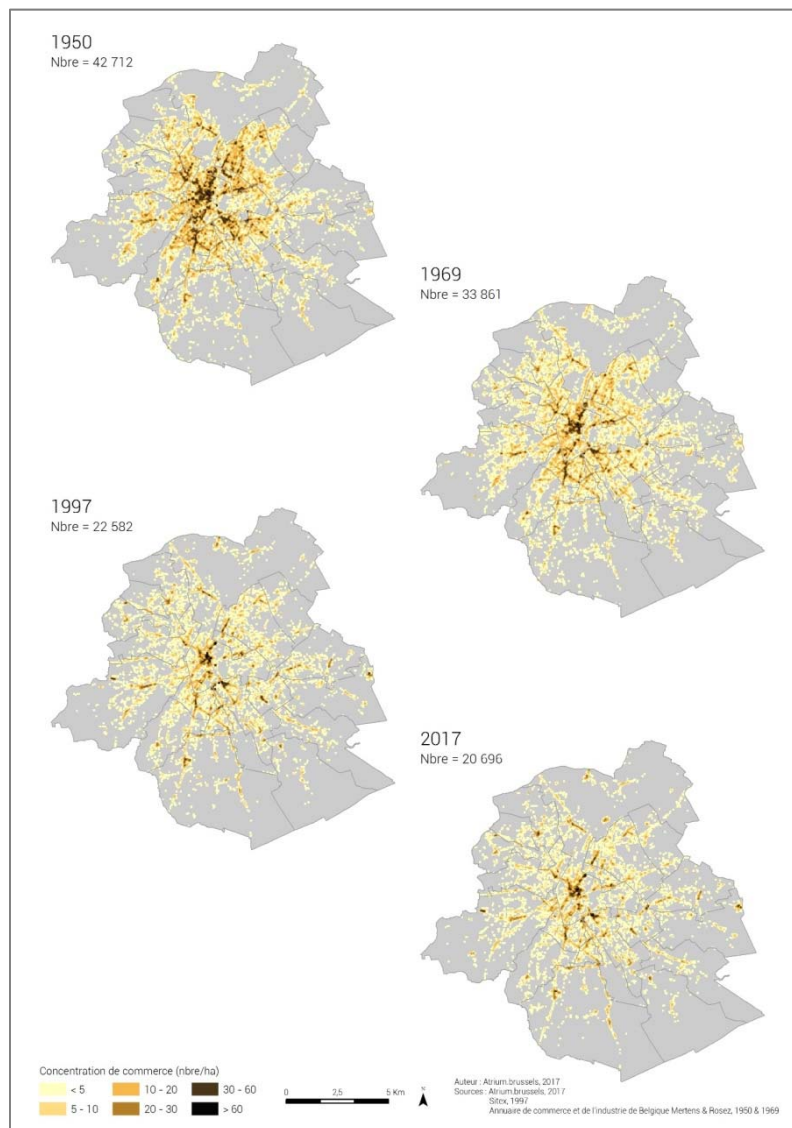 1950
Nbre = 42 712
1969
Nbre = 33 861
1997
Nbre = 22 582
2017
Nbre = 20 696
Concentration de commerce (nbre/ha)
< 5
10 - 20
30 - 60
5 - 10
20 - 30
> 60
0
2,5
5 Km
N
Auteur : Atrium.brussels, 2017
Sources : Atrium.brussels, 2017
Sitex, 1997
Annuaire de commerce et de l'industrie de Belgique Mertens & Rosez, 1950 & 1969